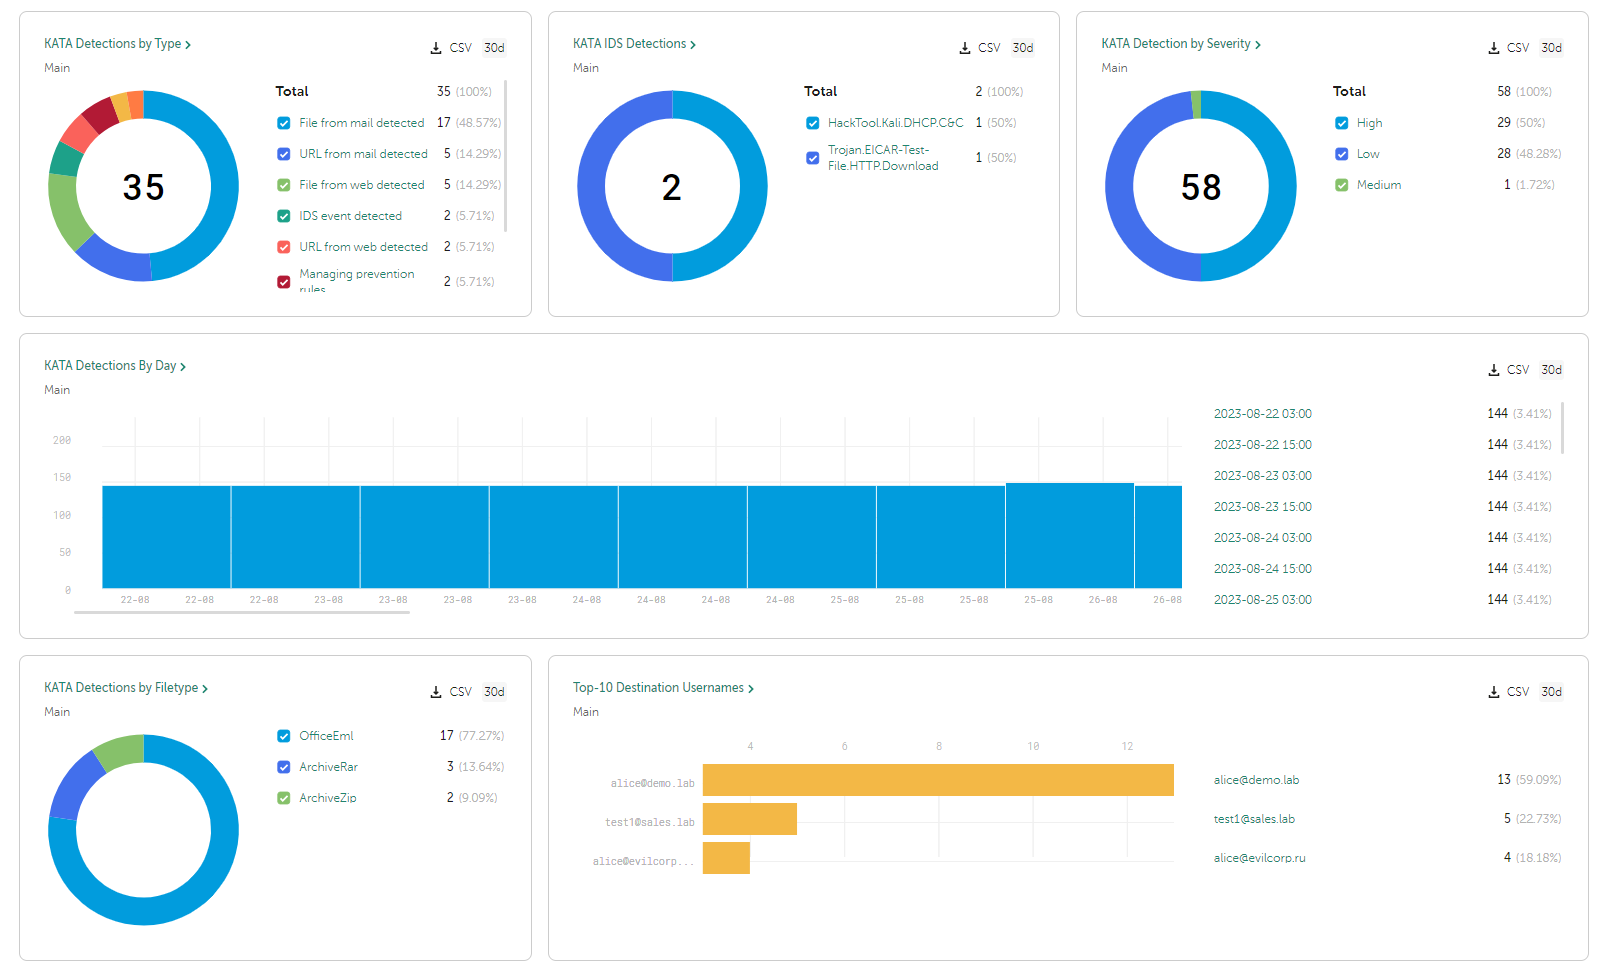 KATA Detections by Type
CSV 30d
Main
35
Total 35 (100%)
File from mail detected 17 (48.57%)
URL from mail detected 5 (14.29%)
File from web detected 5 (14.29%)
IDS event detected 2 (5.71%)
URL from web detected 2 (5.71%)
Managing prevention
rules 2 (5.71%)
KATA IDS Detections
CSV 30d
Main
2
Total 2 (100%)
HackTool.Kali.DHCP.C&C 1 (50%)
Trojan.EICAR-Test-
File.HTTP.Download 1 (50%)
KATA Detection by Severity
CSV 30d
Main
58
Total 58 (100%)
High 29 (50%)
Low 28 (48.28%)
Medium 1 (1.72%)
KATA Detections By Day
CSV 30d
Main
200
150
100
50
0
22-08 22-08 22-08 23-08 23-08 23-08 23-08 24-08 24-08 24-08 24-08 25-08 25-08 25-08 25-08 26-08 26-08
2023-08-22 03:00 144 (3.41%)
2023-08-22 15:00 144 (3.41%)
2023-08-23 03:00 144 (3.41%)
2023-08-23 15:00 144 (3.41%)
2023-08-24 03:00 144 (3.41%)
2023-08-24 15:00 144 (3.41%)
2023-08-25 03:00 144 (3.41%)
KATA Detections by Filetype
CSV 30d
Main
OfficeEml 17 (77.27%)
ArchiveRar 3 (13.64%)
ArchiveZip 2 (9.09%)
Top-10 Destination Usernames
CSV 30d
Main
4 6 8 10 12
alice@demo.lab
test1@sales.lab
alice@evilcorp...
alice@demo.lab 13 (59.09%)
test1@sales.lab 5 (22.73%)
alice@evilcorp.ru 4 (18.18%)